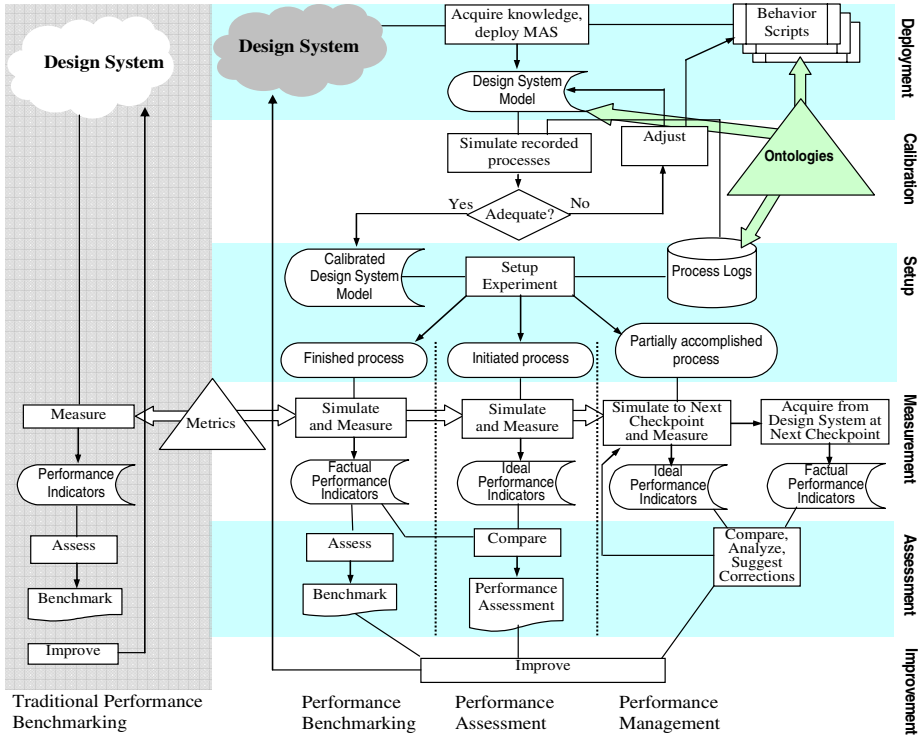 Design System
Design System
Acquire knowledge,
deploy MAS
Behavior
Scripts
Deployment
Design System
Model
Simulate recorded
processes
Adjust
Ontologies
Calibration
Yes
Adequate?
No
Calibrated
Design System
Model
Setup
Experiment
Process Logs
Setup
Finished process
Initiated process
Partially accomplished
process
Measure
Metrics
Simulate
and Measure
Simulate
and Measure
Simulate to Next
Checkpoint
and Measure
Acquire from
Design System at
Next Checkpoint
Measurement
Performance
Indicators
Factual
Performance
Indicators
Ideal
Performance
Indicators
Ideal
Performance
Indicators
Factual
Performance
Indicators
Assess
Assess
Compare
Compare,
Analyze,
Suggest
Corrections
Assessment
Benchmark
Benchmark
Performance
Assessment
Improve
Improve
Improvement
Traditional Performance
Benchmarking
Performance
Benchmarking
Performance
Assessment
Performance
Management